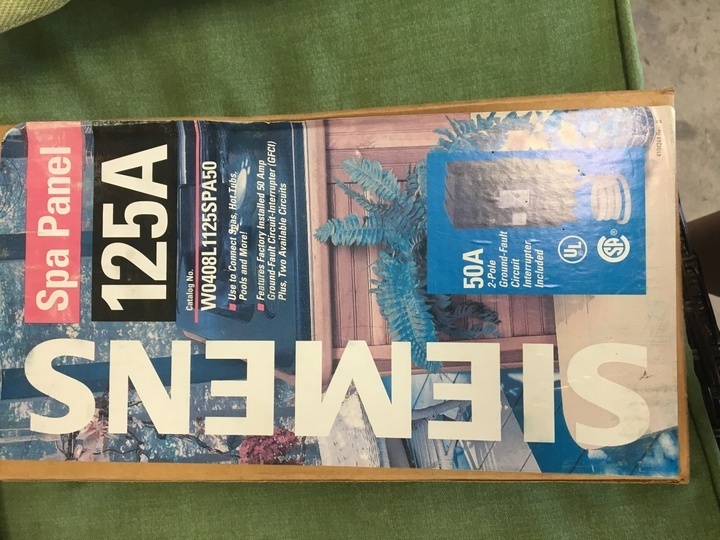 SIEMENS
Spa Panel
125A
Catalog No.
W0408L1125SPA50
Use to Connect Spas, Hot Tubs,
Pools and More!
Features Factory Installed 50 Amp
Ground-Fault Circuit-Interrupter (GFCI)
Plus, Two Available Circuits
50A
2-Pole
Ground-Fault
Circuit
Interrupter
Included
UL
SA